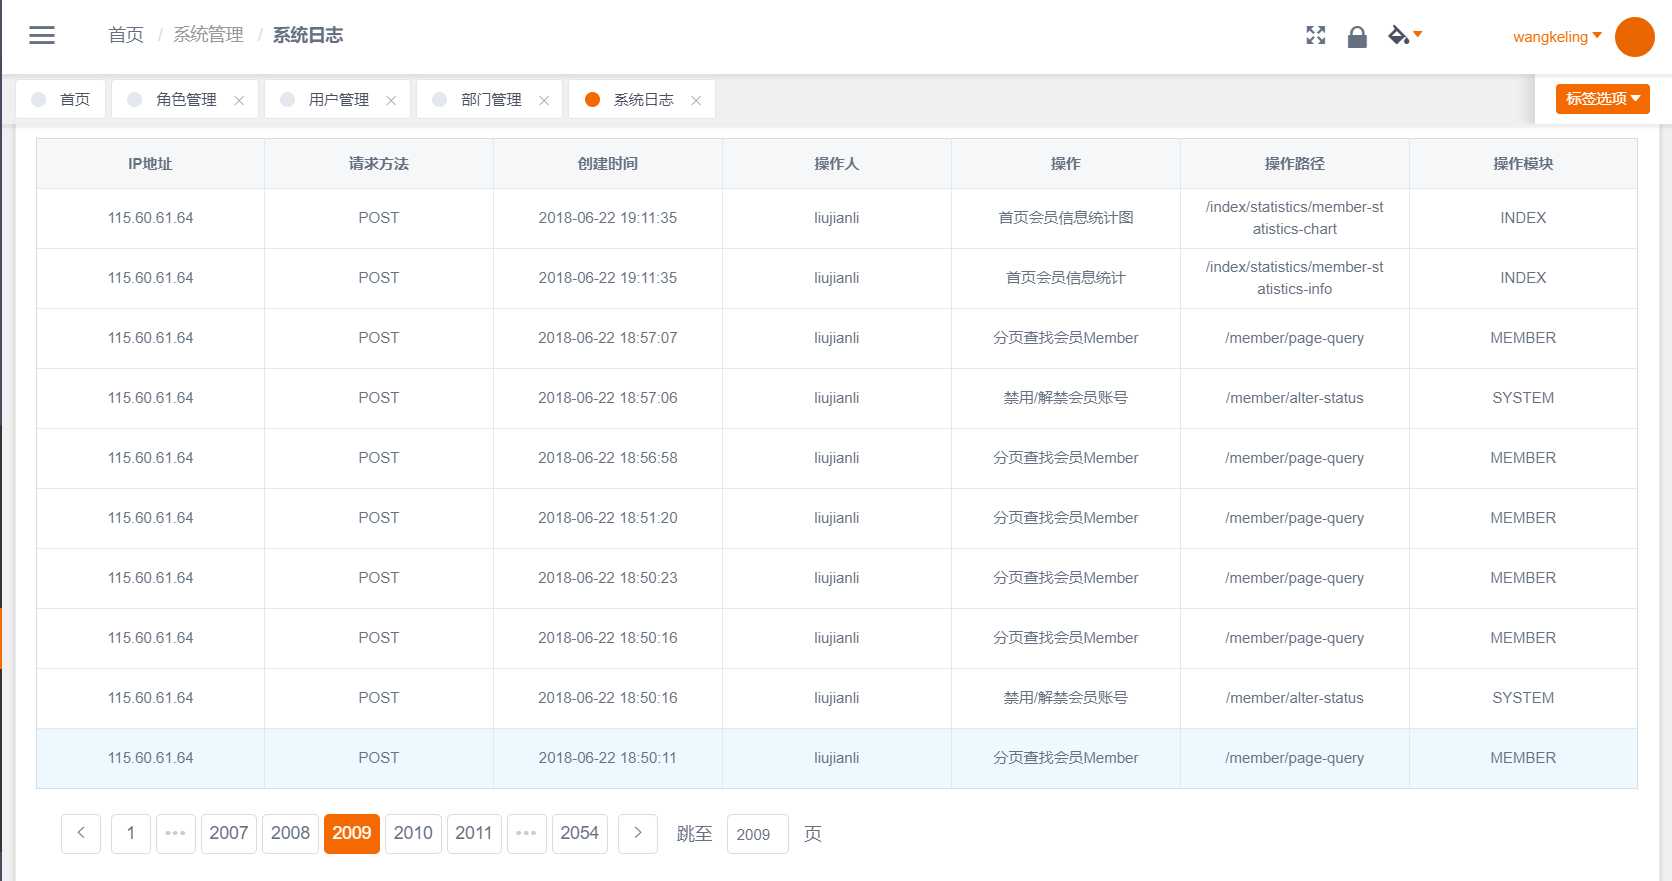 首页 / 系统管理 / 系统日志
wangkeling
首页
角色管理
用户管理
部门管理
系统日志
标签选项
IP地址 请求方法 创建时间 操作人 操作 操作路径 操作模块
115.60.61.64 POST 2018-06-22 19:11:35 liujianli 首页会员信息统计图 /index/statistics/member-st
atistics-chart INDEX
115.60.61.64 POST 2018-06-22 19:11:35 liujianli 首页会员信息统计 /index/statistics/member-st
atistics-info INDEX
115.60.61.64 POST 2018-06-22 18:57:07 liujianli 分页查找会员Member /member/page-query MEMBER
115.60.61.64 POST 2018-06-22 18:57:06 liujianli 禁用/解禁会员账号 /member/alter-status SYSTEM
115.60.61.64 POST 2018-06-22 18:56:58 liujianli 分页查找会员Member /member/page-query MEMBER
115.60.61.64 POST 2018-06-22 18:51:20 liujianli 分页查找会员Member /member/page-query MEMBER
115.60.61.64 POST 2018-06-22 18:50:23 liujianli 分页查找会员Member /member/page-query MEMBER
115.60.61.64 POST 2018-06-22 18:50:16 liujianli 分页查找会员Member /member/page-query MEMBER
115.60.61.64 POST 2018-06-22 18:50:16 liujianli 禁用/解禁会员账号 /member/alter-status SYSTEM
115.60.61.64 POST 2018-06-22 18:50:11 liujianli 分页查找会员Member /member/page-query MEMBER
1 ••• 2007 2008 2009 2010 2011 ••• 2054 跳至 2009 页